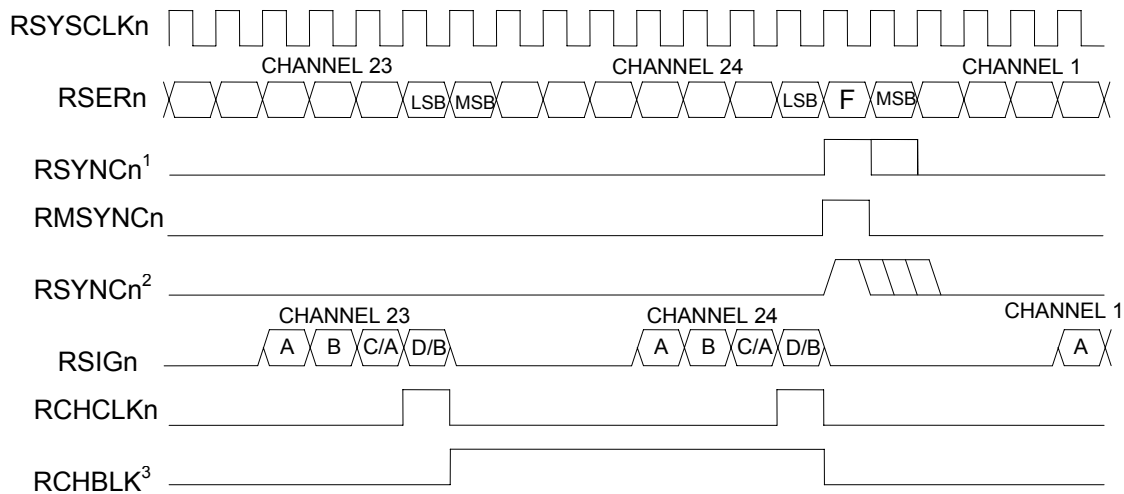 RSYSCLKn
CHANNEL 23 CHANNEL 24 CHANNEL 1
RSERn LSB MSB LSB F MSB
RSYNCn1
RMSYNCn
RSYNCn2
CHANNEL 23 CHANNEL 24 CHANNEL 1
RSIGn A B C/A D/B A B C/A D/B A
RCHCLKn
RCHBLK3